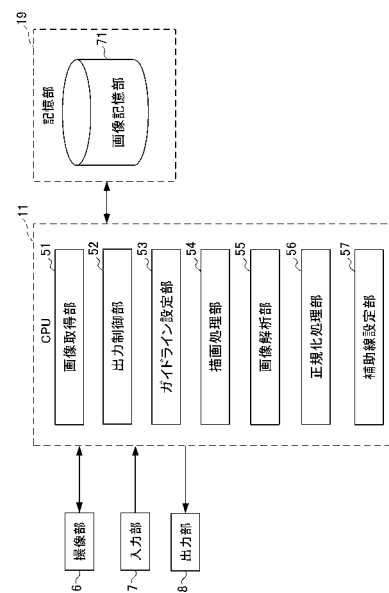 19
記憶部
71
画像記憶部
11
CPU
51
画像取得部
52
出力制御部
53
ガイドライン設定部
54
描画処理部
55
画像解析部
56
正規化処理部
57
補助線設定部
撮像部
6
入力部
7
出力部
8